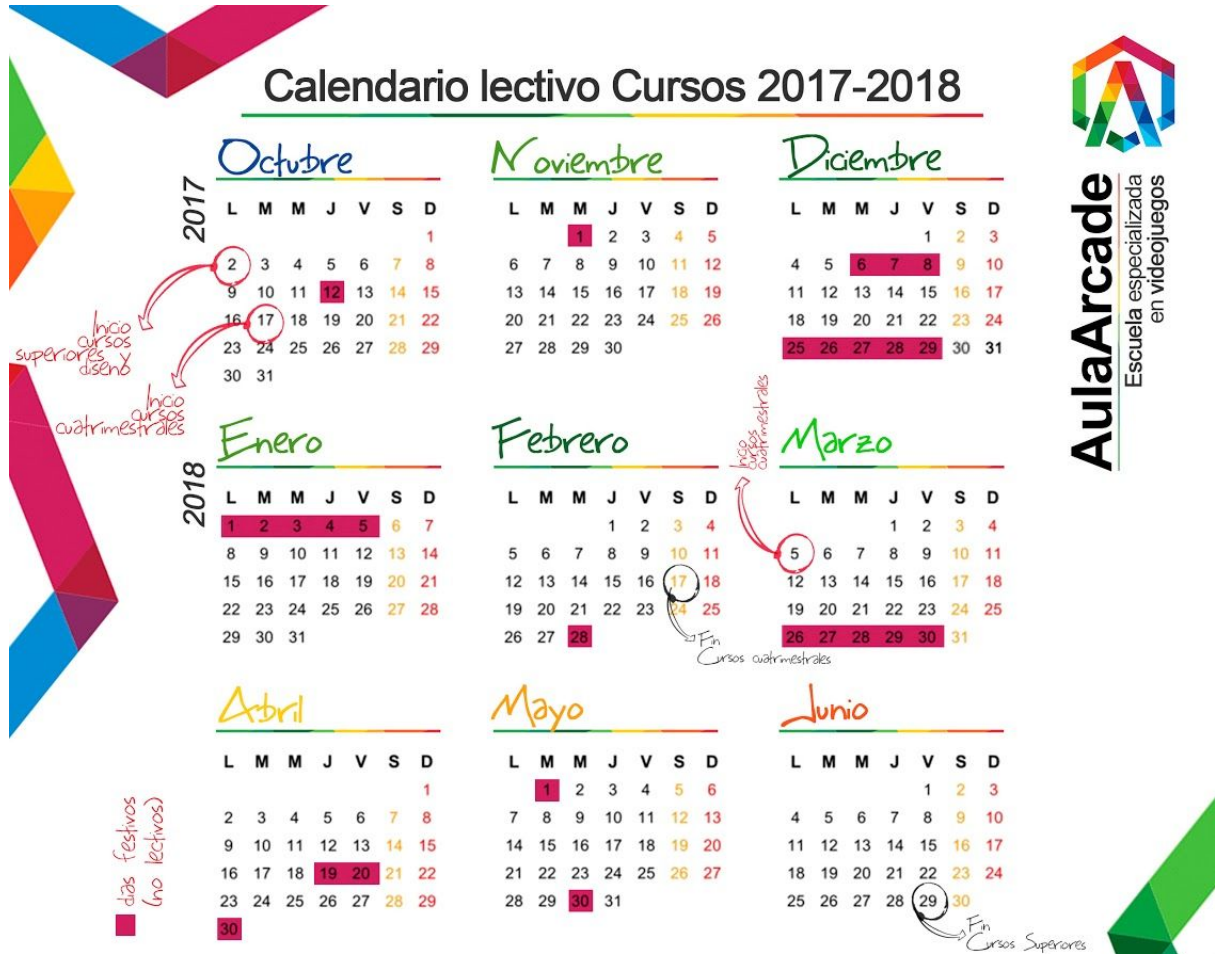 Calendario lectivo Cursos 2017-2018
AulaArcade
Escuela especializada
en videojuegos
2017
Octubre
L M M J V S D
1
2 3 4 5 6 7 8
9 10 11 12 13 14 15
16 17 18 19 20 21 22
23 24 25 26 27 28 29
30 31
Inicio
cursos
superiores y
diseño
Inicio
cursos
cuatrimestrales
Noviembre
L M M J V S D
1 2 3 4 5
6 7 8 9 10 11 12
13 14 15 16 17 18 19
20 21 22 23 24 25 26
27 28 29 30
Diciembre
L M M J V S D
1 2 3
4 5 6 7 8 9 10
11 12 13 14 15 16 17
18 19 20 21 22 23 24
25 26 27 28 29 30 31
2018
Enero
L M M J V S D
1 2 3 4 5 6 7
8 9 10 11 12 13 14
15 16 17 18 19 20 21
22 23 24 25 26 27 28
29 30 31
Febrero
L M M J V S D
1 2 3 4
5 6 7 8 9 10 11
12 13 14 15 16 17 18
19 20 21 22 23 24 25
26 27 28
Fin
Cursos cuatrimestrales
Inicio
cursos
cuatrimestrales
Marzo
L M M J V S D
1 2 3 4
5 6 7 8 9 10 11
12 13 14 15 16 17 18
19 20 21 22 23 24 25
26 27 28 29 30 31
Abril
L M M J V S D
1
2 3 4 5 6 7 8
9 10 11 12 13 14 15
16 17 18 19 20 21 22
23 24 25 26 27 28 29
30
Mayo
L M M J V S D
1 2 3 4 5 6
7 8 9 10 11 12 13
14 15 16 17 18 19 20
21 22 23 24 25 26 27
28 29 30 31
Junio
L M M J V S D
1 2 3
4 5 6 7 8 9 10
11 12 13 14 15 16 17
18 19 20 21 22 23 24
25 26 27 28 29 30
Fin
Cursos Superiores
dias festivos
(no lectivos)